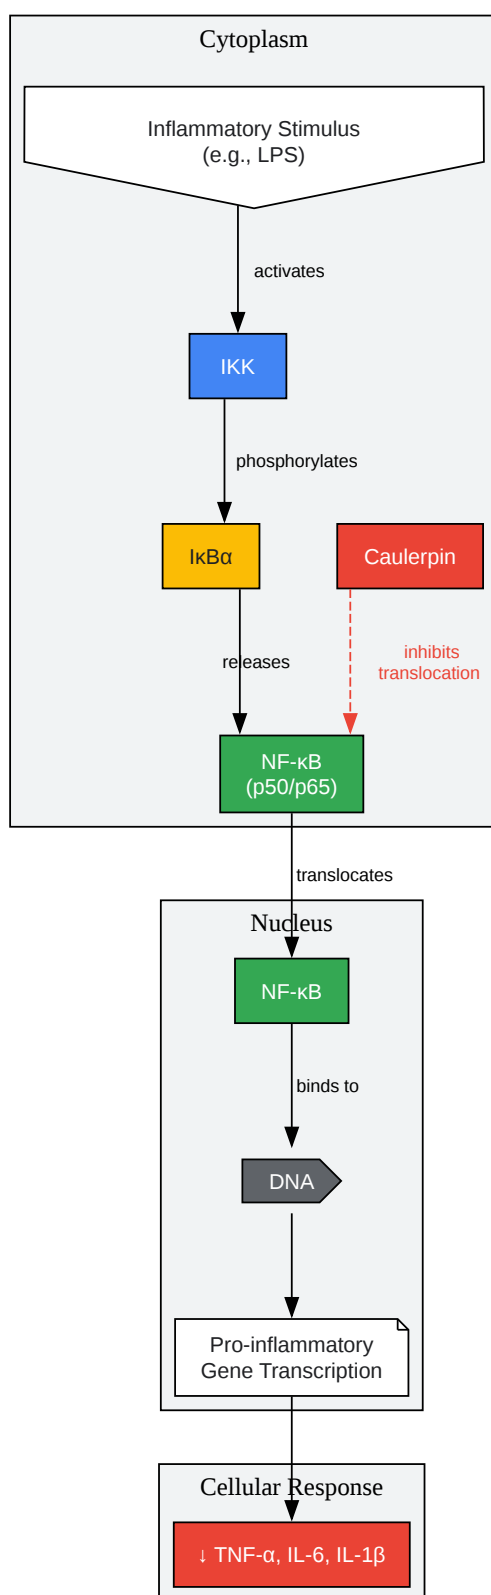 Cytoplasm
Inflammatory Stimulus
(e.g., LPS)
activates
IKK
phosphorylates
IκBα
Caulerpin
releases
inhibits
translocation
NF-κB
(p50/p65)
translocates
Nucleus
NF-κB
binds to
DNA
Pro-inflammatory
Gene Transcription
Cellular Response
↓ TNF-α, IL-6, IL-1β